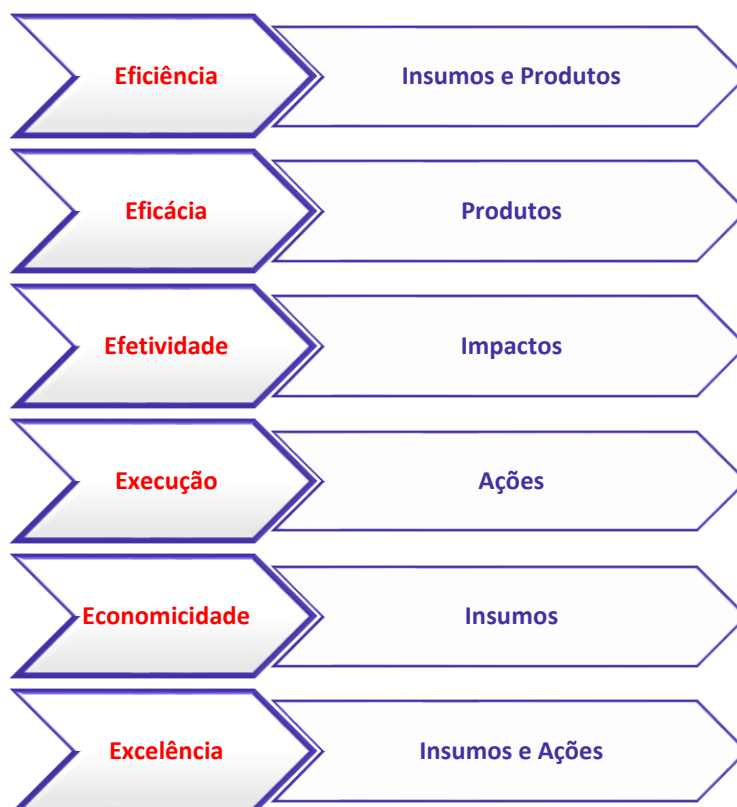 Eficiência
Insumos e Produtos
Eficácia
Produtos
Efetividade
Impactos
Execução
Ações
Economicidade
Insumos
Excelência
Insumos e Ações